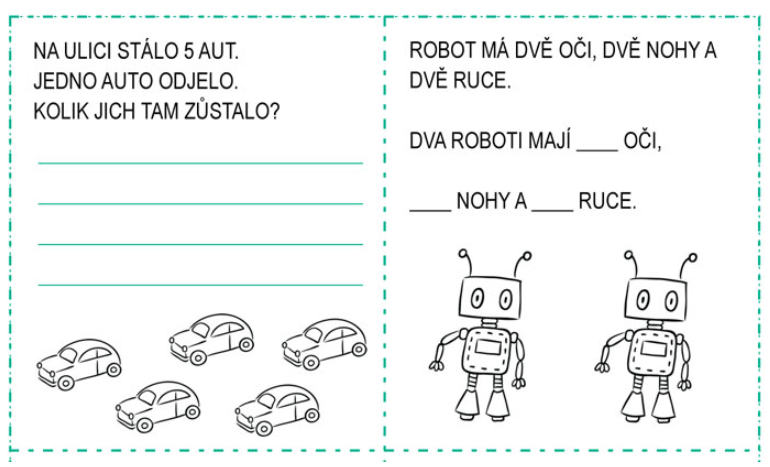 NA ULICI STÁLO 5 AUT.
JEDNO AUTO ODJELO.
KOLIK JICH TAM ZŮSTALO?
ROBOT MÁ DVĚ OČI, DVĚ NOHY A
DVĚ RUCE.
DVA ROBOTI MAJÍ ____ OČI,
____ NOHY A ____ RUCE.